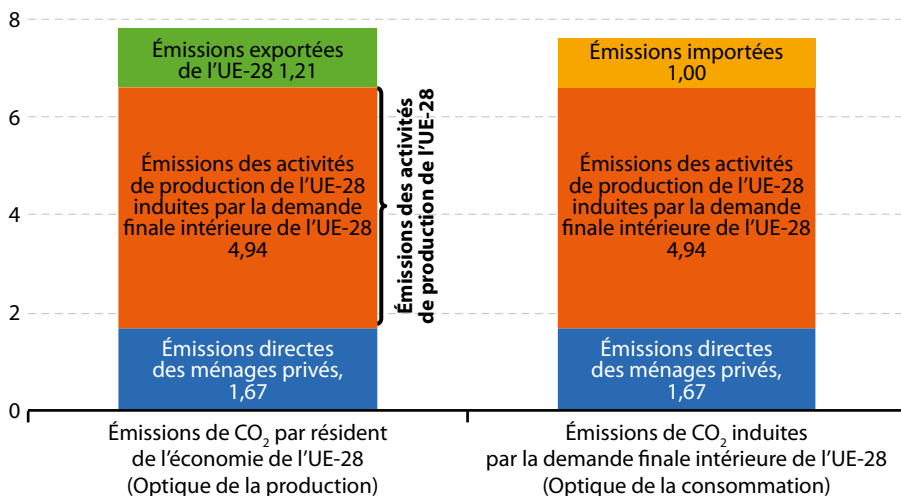 8
6
4
2
0
Émissions exportées
de l’UE-28 1,21
Émissions des activités
de production de l’UE-28
induites par la demande
finale intérieure de l’UE-28
4,94
Émissions directes
des ménages privés,
1,67
Émissions des activités
de production de l’UE-28
Émissions importées
1,00
Émissions des activités
de production de l’UE-28
induites par la demande
finale intérieure de l’UE-28
4,94
Émissions directes
des ménages privés,
1,67
Émissions de CO₂ par résident
de l’économie de l’UE-28
(Optique de la production)
Émissions de CO₂ induites
par la demande finale intérieure de l’UE-28
(Optique de la consommation)